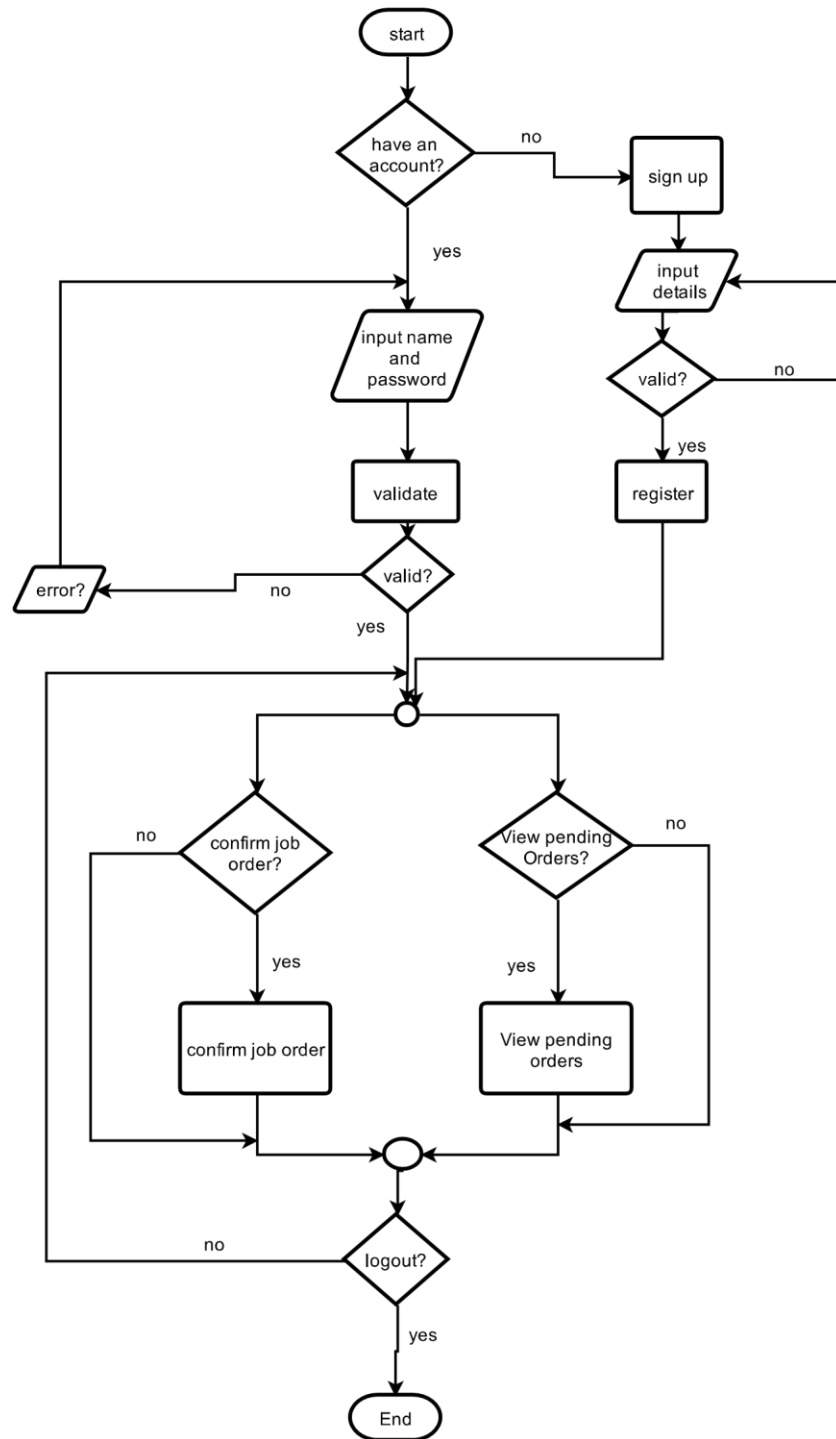 start
have an
account?
no
sign up
yes
input
details
input name
and
password
valid?
no
yes
validate
register
error?
no
valid?
yes
no
confirm job
order?
View pending
Orders?
no
yes
yes
confirm job order
View pending
orders
no
logout?
yes
End